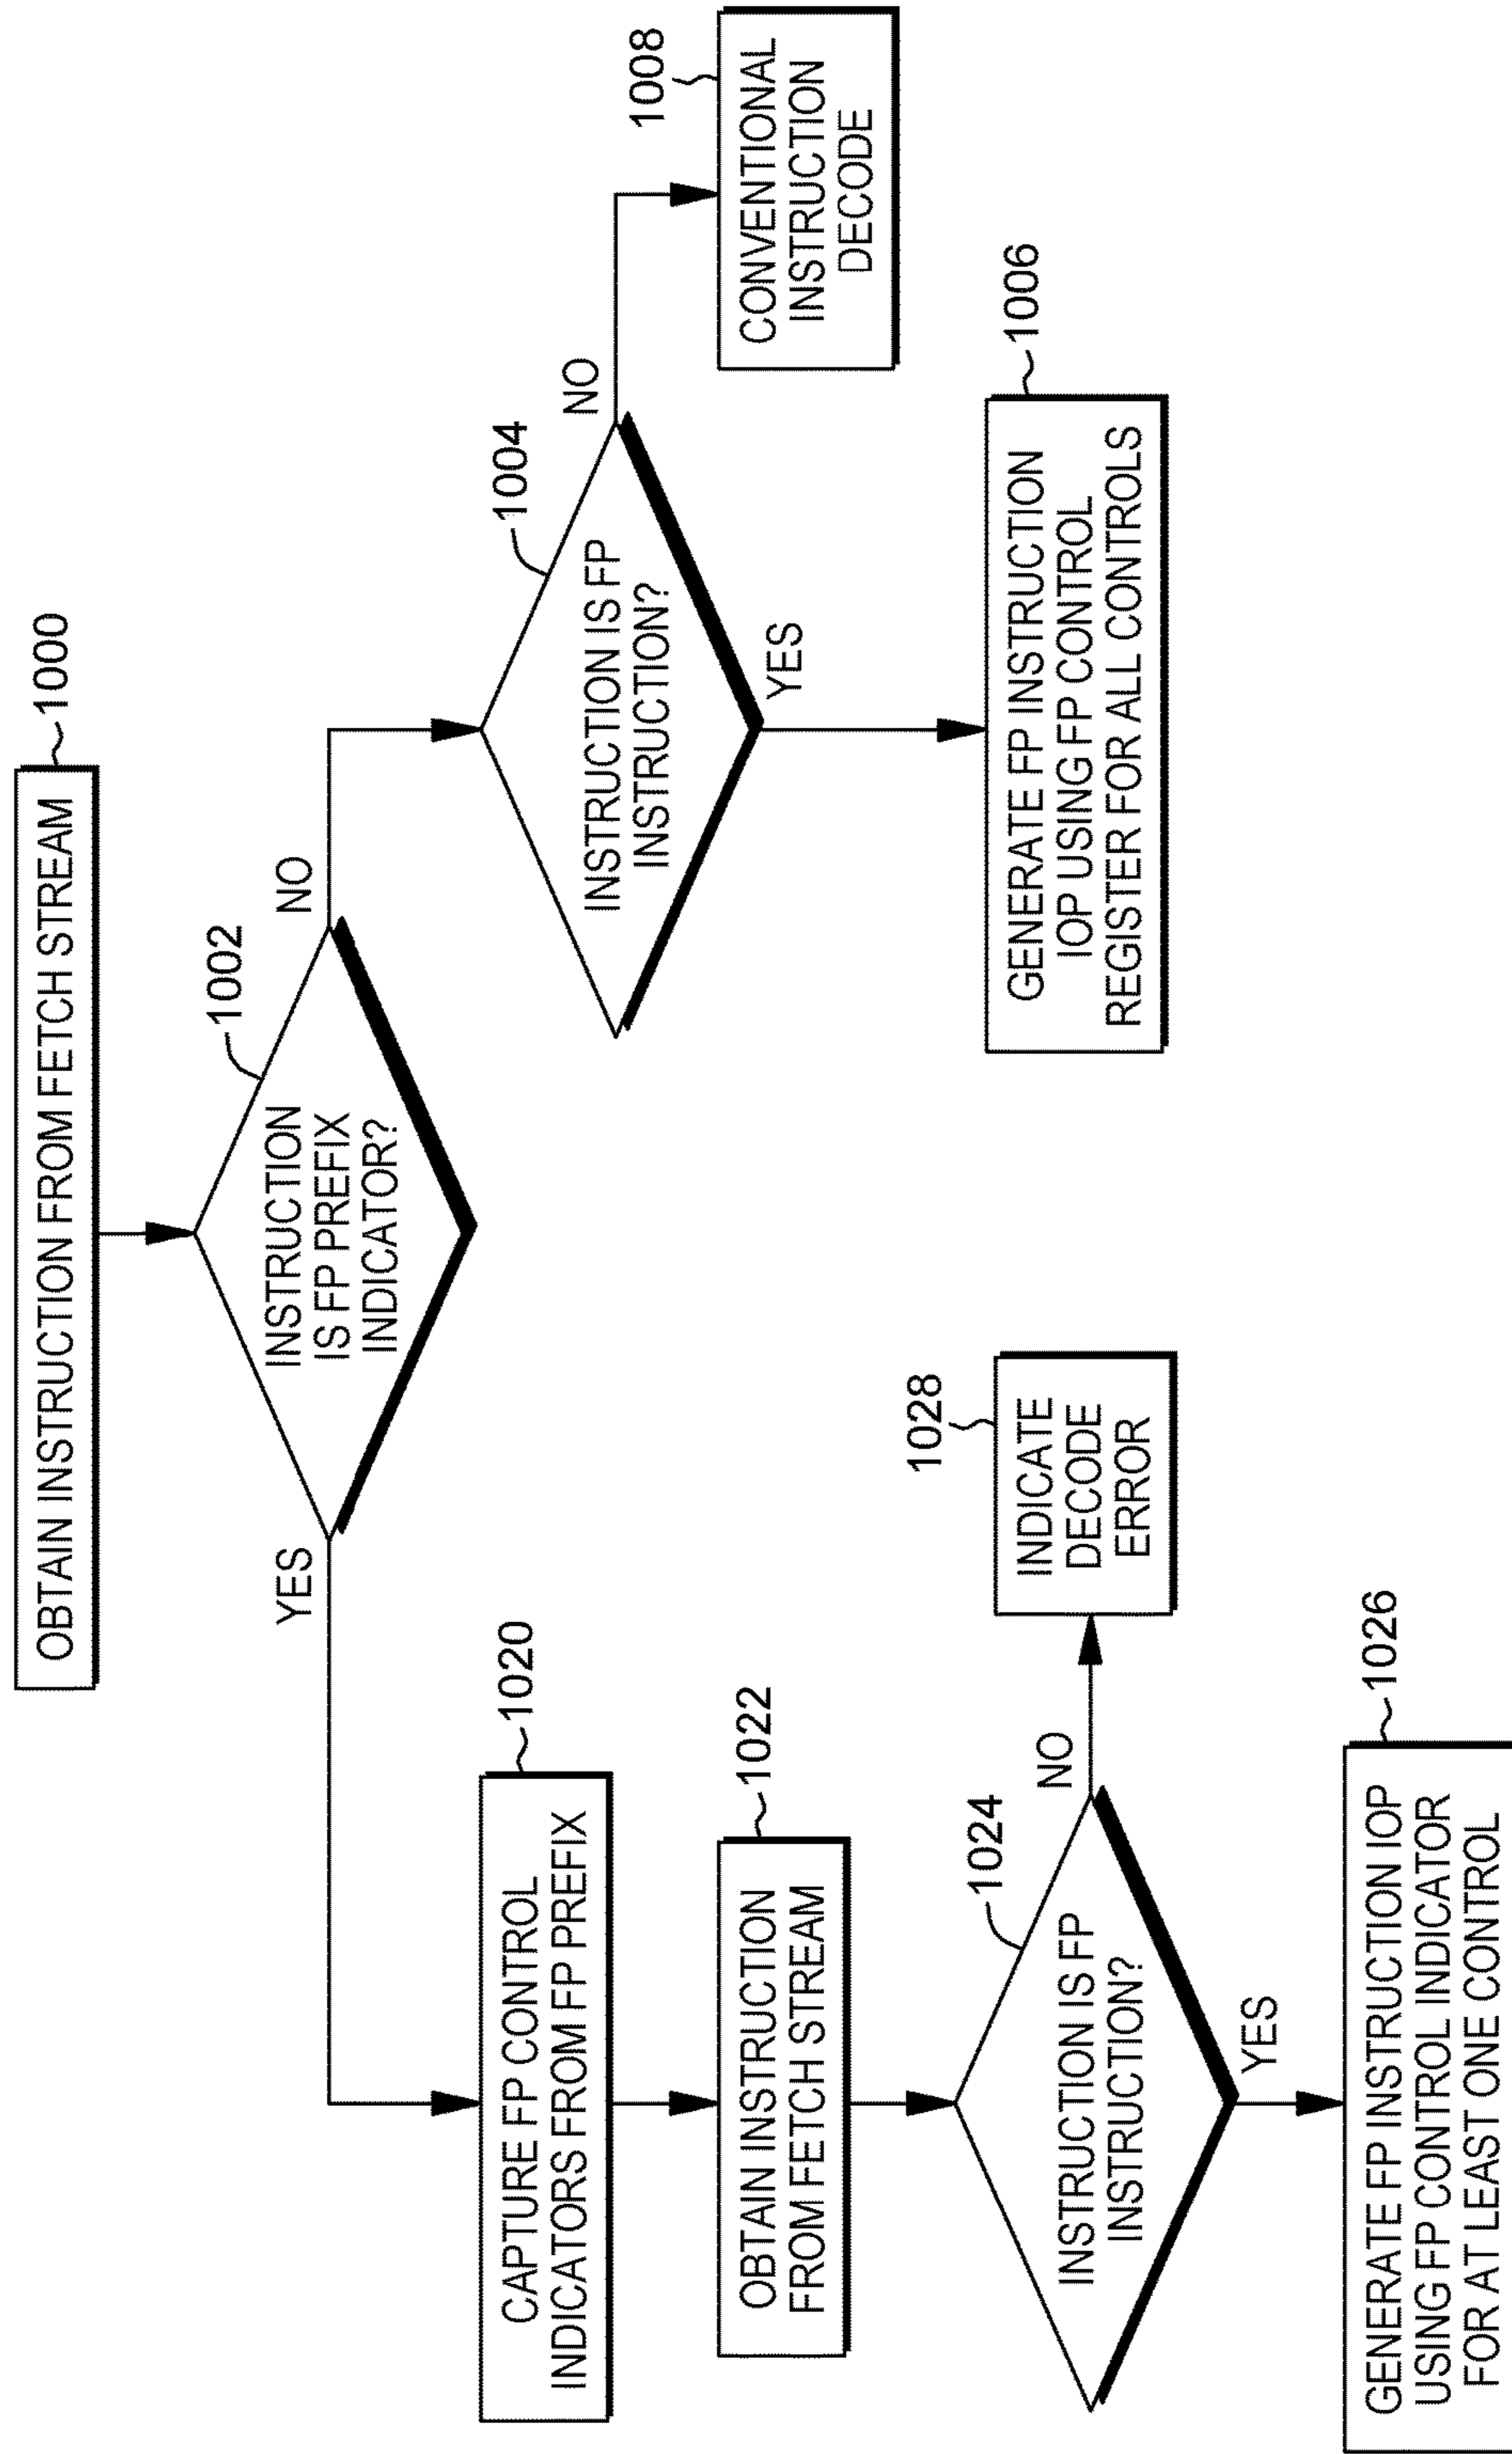 OBTAIN INSTRUCTION FROM FETCH STREAM
1000
INSTRUCTION
IS FP PREFIX
INDICATOR?
1002
YES
NO
CAPTURE FP CONTROL
INDICATORS FROM FP PREFIX
1020
OBTAIN INSTRUCTION
FROM FETCH STREAM
1022
INSTRUCTION IS FP
INSTRUCTION?
1024
NO
INDICATE
DECODE
ERROR
1028
YES
GENERATE FP INSTRUCTION IOP
USING FP CONTROL INDICATOR
FOR AT LEAST ONE CONTROL
1026
INSTRUCTION IS FP
INSTRUCTION?
1004
NO
CONVENTIONAL
INSTRUCTION
DECODE
1008
YES
GENERATE FP INSTRUCTION
IOP USING FP CONTROL
REGISTER FOR ALL CONTROLS
1006